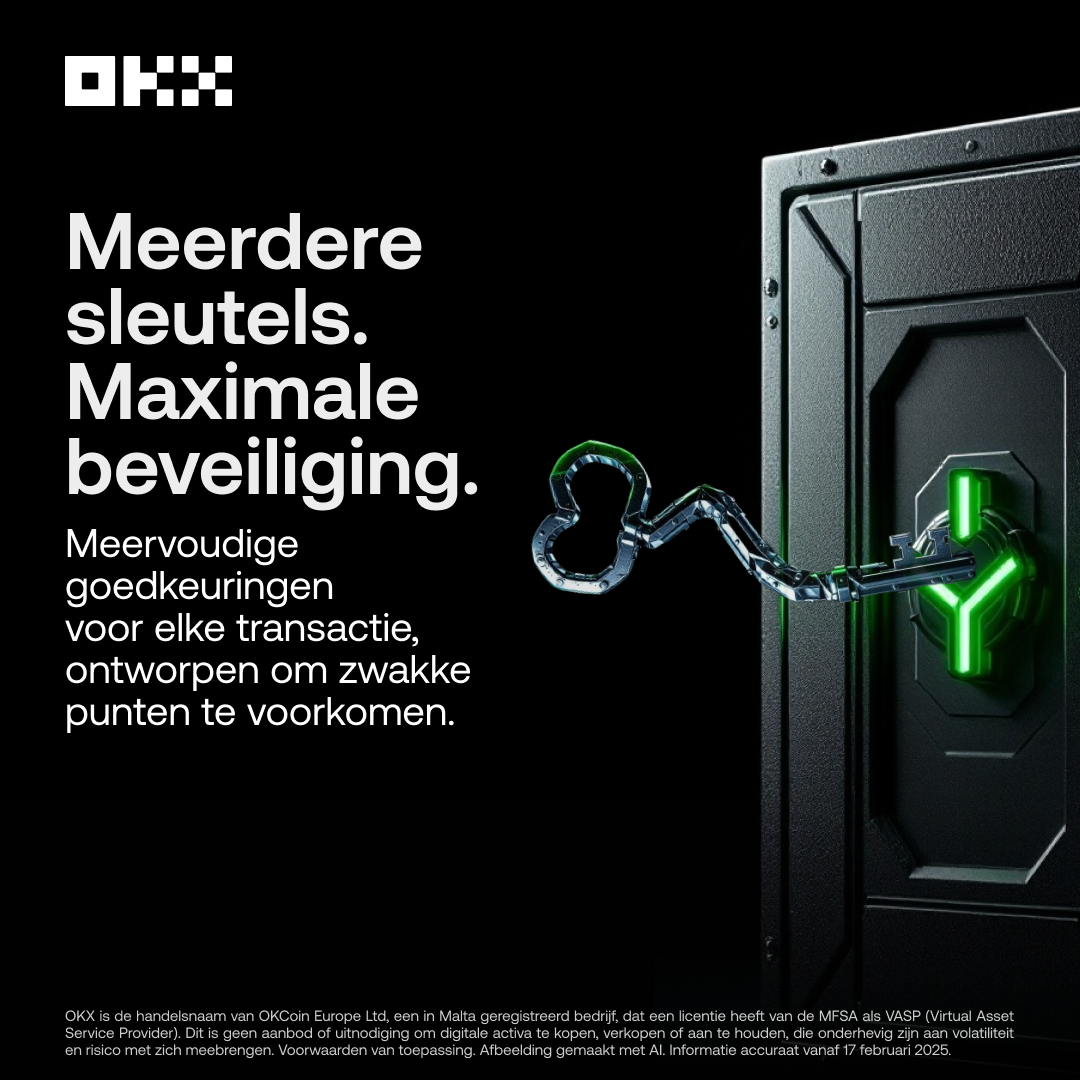 OKX
Meerdere
sleutels.
Maximale
beveiliging.
Meervoudige
goedkeuringen
voor elke transactie,
ontworpen om zwakke
punten te voorkomen.
OKX is de handelsnaam van OKCoin Europe Ltd, een in Malta geregistreerd bedrijf, dat een licentie heeft van de MFSA als VASP (Virtual Asset
Service Provider). Dit is geen aanbod of uitnodiging om digitale activa te kopen, verkopen of aan te houden, die onderhevig zijn aan volatiliteit
en risico met zich meebrengen. Voorwaarden van toepassing. Afbeelding gemaakt met AI. Informatie accuraat vanaf 17 februari 2025.